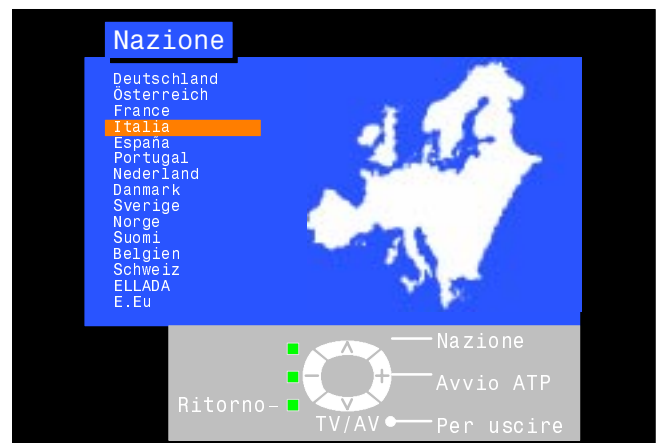 Nazione
Deutschland
Österreich
France
Italia
España
Portugal
Nederland
Danmark
Sverige
Norge
Suomi
Belgien
Schweiz
ELLADA
E.Eu
Nazione
Avvio ATP
Ritorno
TV/AV
Per uscire